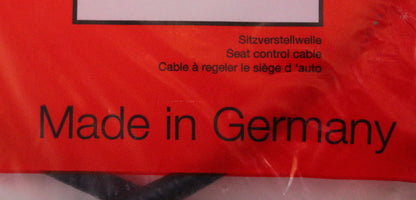 Sitzverstellwelle
Seat control cable
Cable à regeler le siège d 'auto
Made in Germany